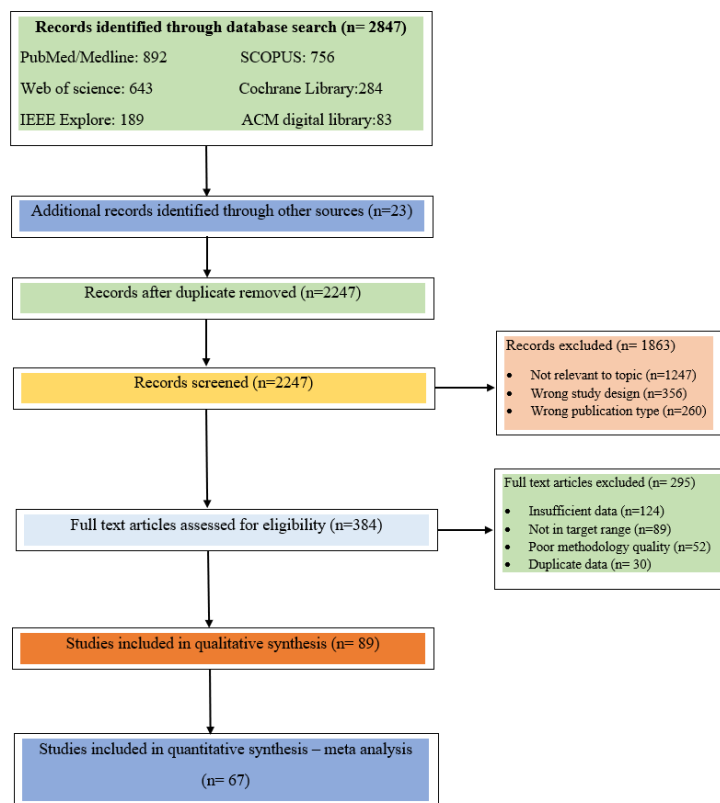 Records identified through database search (n= 2847)
PubMed/Medline: 892 SCOPUS: 756
Web of science: 643 Cochrane Library:284
IEEE Explore: 189 ACM digital library:83
Additional records identified through other sources (n=23)
Records after duplicate removed (n=2247)
Records screened (n=2247)
Records excluded (n= 1863)
• Not relevant to topic (n=1247)
• Wrong study design (n=356)
• Wrong publication type (n=260)
Full text articles assessed for eligibility (n=384)
Full text articles excluded (n= 295)
• Insufficient data (n=124)
• Not in target range (n=89)
• Poor methodology quality (n=52)
• Duplicate data (n= 30)
Studies included in qualitative synthesis (n= 89)
Studies included in quantitative synthesis – meta analysis
(n= 67)